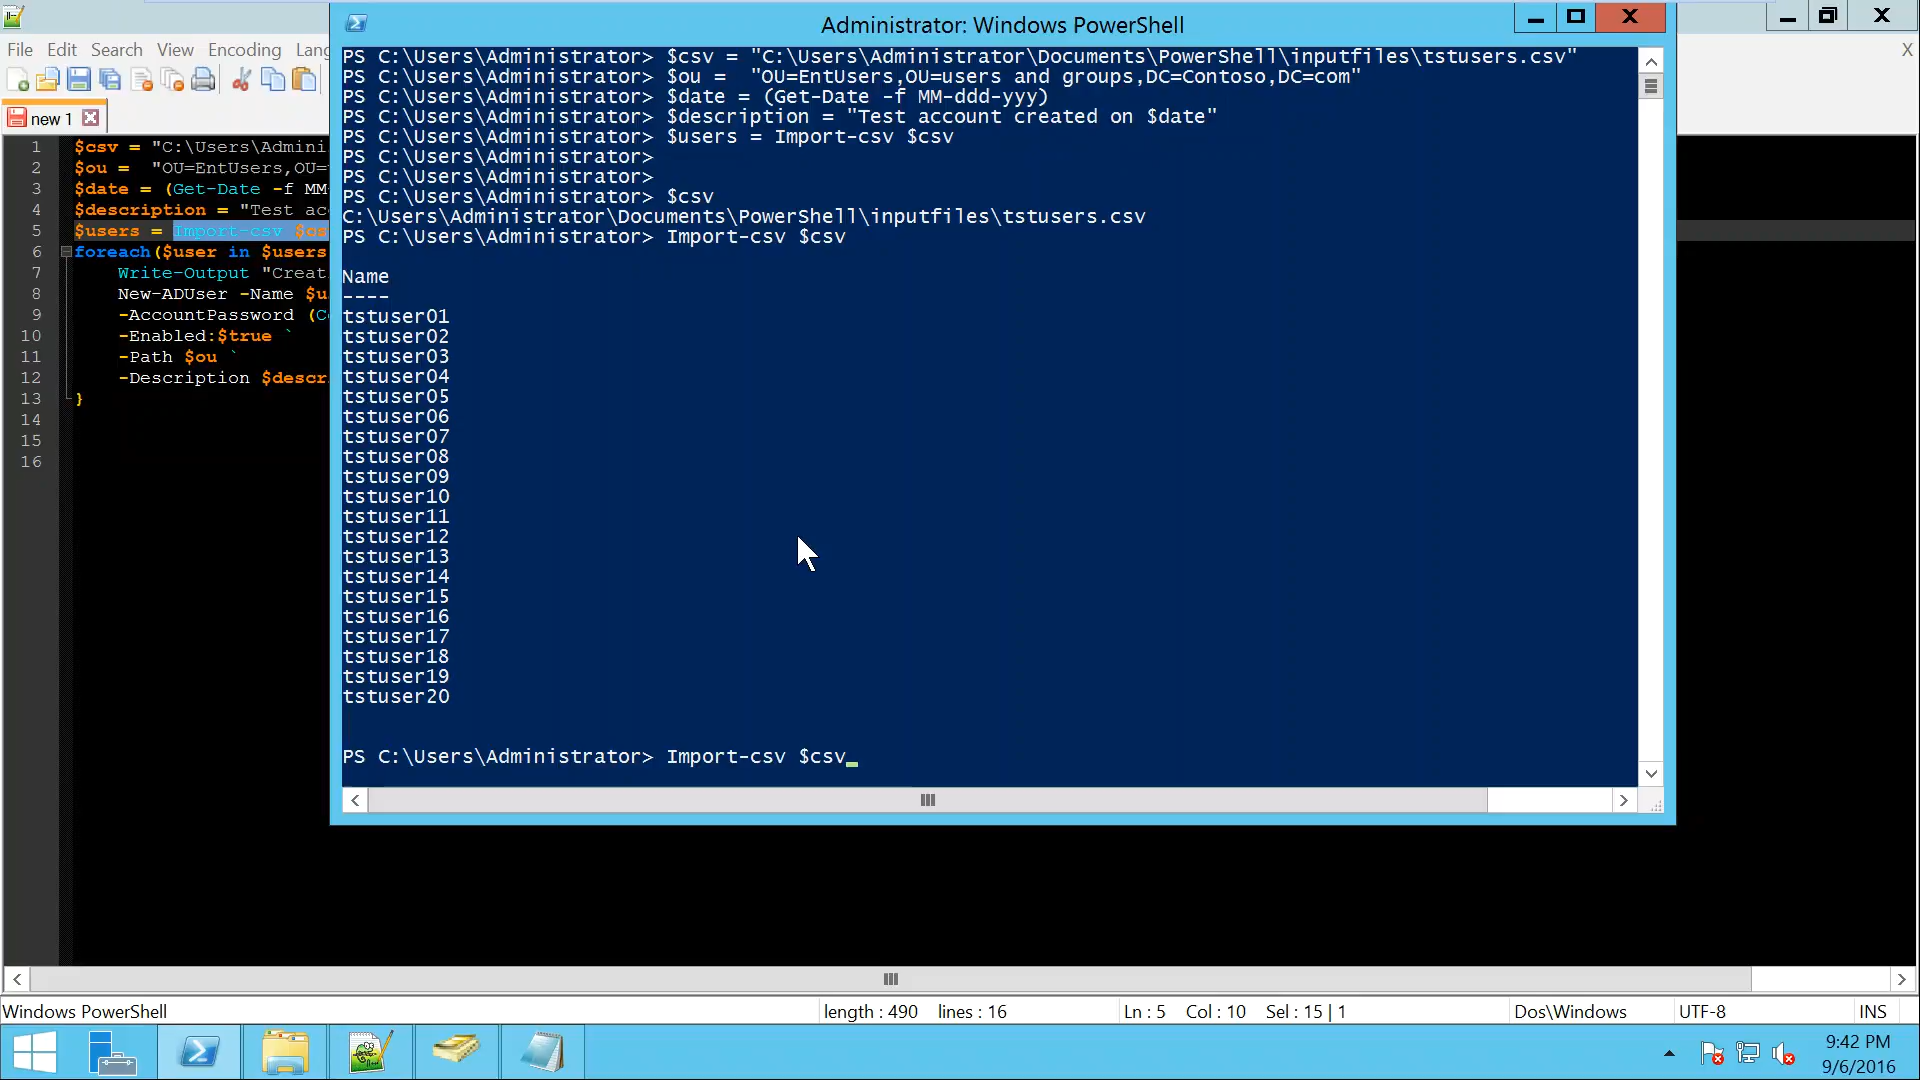 Administrator: Windows PowerShell
File Edit Search View Encoding Lang
X
new 1
1 $csv = "C:\Users\Admini
2 $ou =  "OU=EntUsers,OU=
3 $date = (Get-Date -f MM
4 $description = "Test ac
5 $users = Import-csv $cs
6 foreach($user in $users
7 Write-Output "Creat
8 New-ADUser -Name $u
9 -AccountPassword (C
10 -Enabled:$true `
11 -Path $ou `
12 -Description $descr
13 }
14
15
16
PS C:\Users\Administrator> $csv = "C:\Users\Administrator\Documents\PowerShell\inputfiles\tstusers.csv"
PS C:\Users\Administrator> $ou =  "OU=EntUsers,OU=users and groups,DC=Contoso,DC=com"
PS C:\Users\Administrator> $date = (Get-Date -f MM-ddd-yyy)
PS C:\Users\Administrator> $description = "Test account created on $date"
PS C:\Users\Administrator> $users = Import-csv $csv
PS C:\Users\Administrator>
PS C:\Users\Administrator>
PS C:\Users\Administrator> $csv
C:\Users\Administrator\Documents\PowerShell\inputfiles\tstusers.csv
PS C:\Users\Administrator> Import-csv $csv
Name
----
tstuser01
tstuser02
tstuser03
tstuser04
tstuser05
tstuser06
tstuser07
tstuser08
tstuser09
tstuser10
tstuser11
tstuser12
tstuser13
tstuser14
tstuser15
tstuser16
tstuser17
tstuser18
tstuser19
tstuser20
PS C:\Users\Administrator> Import-csv $csv_
Windows PowerShell length : 490 lines : 16 Ln : 5 Col : 10 Sel : 15 | 1 Dos\Windows UTF-8 INS
9:42 PM
9/6/2016